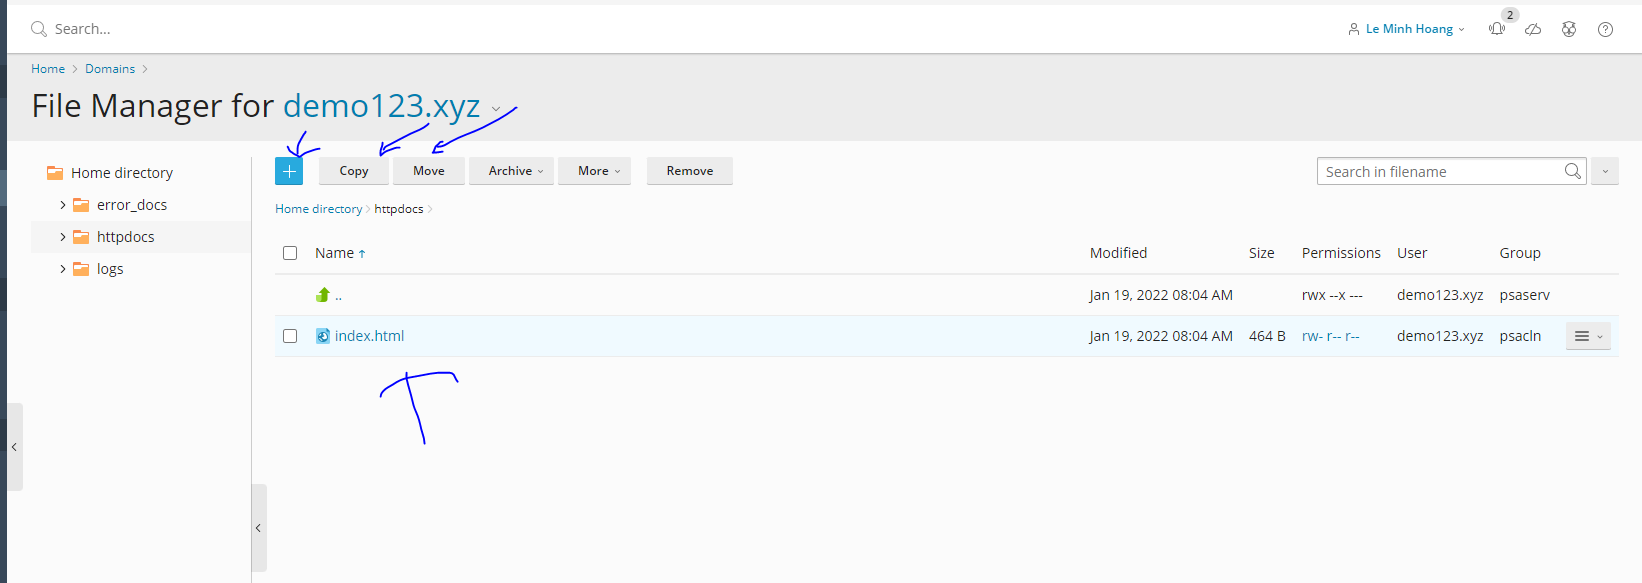 Search...
Le Minh Hoang
2
Home > Domains >
File Manager for demo123.xyz
Home directory
error_docs
httpdocs
logs
+ Copy Move Archive More Remove
Search in filename
Home directory > httpdocs >
Name ↑ Modified Size Permissions User Group
.. Jan 19, 2022 08:04 AM rwx --x --- demo123.xyz psaserv
index.html Jan 19, 2022 08:04 AM 464 B rw- r-- r-- demo123.xyz psacln